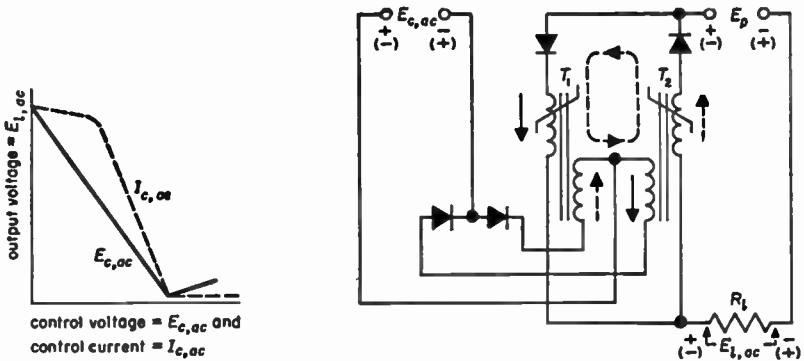 output voltage = E_l,ac
I_c,ac
E_c,ac
control voltage = E_c,ac and
control current = I_c,ac
E_c,ac
+ −
(−) (+)
E_p
+ −
(−) (+)
T_1
T_2
R_l
+ E_l,ac −
(−) (+)